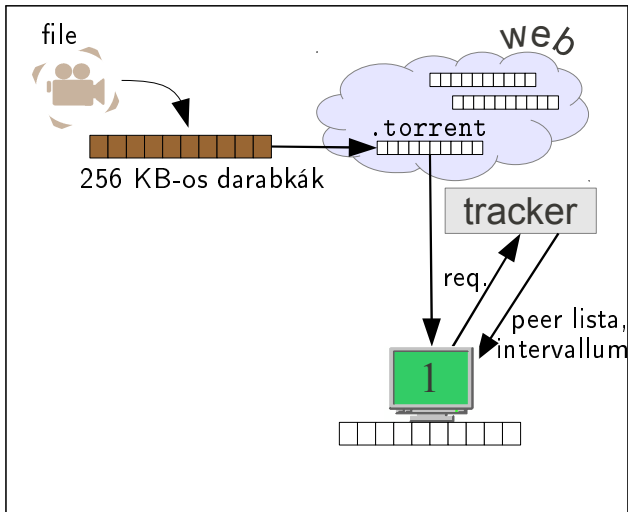 file
web
.torrent
256 KB-os darabkák
tracker
req.
peer lista,
intervallum
1